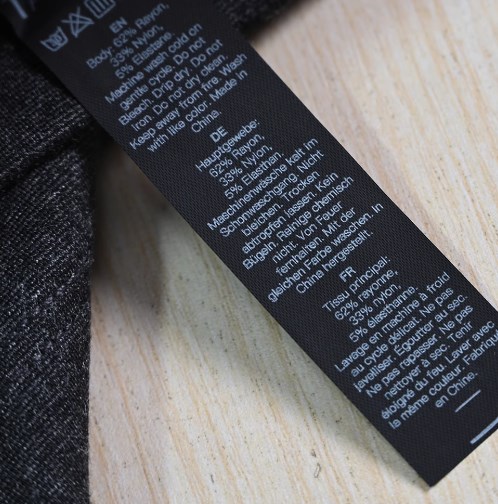 EN
Body: 62% Rayon,
33% Nylon,
5% Elastane.
Machine wash cold on
gentle cycle. Do not
Bleach. Drip dry. Do not
Iron. Do not dry clean.
Keep away from fire. Wash
with like color. Made in
China.
DE
Hauptgewebe:
62% Rayon,
33% Nylon,
5% Elasthan.
Maschinenwäsche kalt im
Schonwaschgang. Nicht
bleichen. Trocken
abtropfen lassen. Kein
Bügeln. Reinige chemisch
nicht. Von Feuer
fernhalten. Mit der
gleichen Farbe waschen. In
China hergestellt.
FR
Tissu principal:
62% rayonne,
33% nylon,
5% élasthanne.
Lavage en machine à froid
au cycle délicat. Ne pas
javelliser. Égoutter au sec.
Ne pas repasser. Ne pas
nettoyer à sec. Tenir
éloigné du feu. Laver avec
le même couleur. Fabriqu
en Chine.